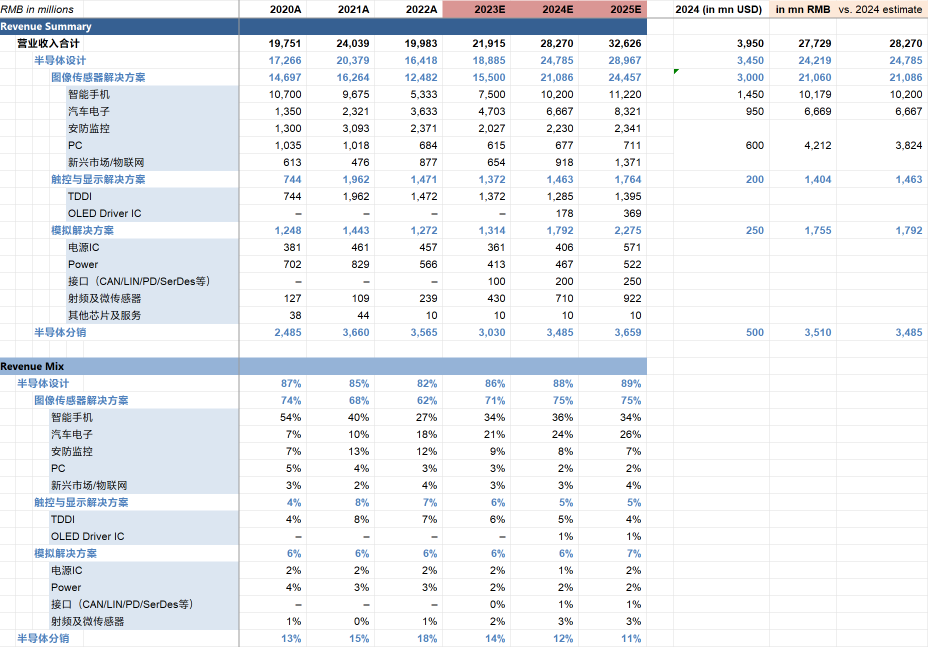 RMB in millions 2020A 2021A 2022A 2023E 2024E 2025E 2024 (in mn USD) in mn RMB vs. 2024 estimate
Revenue Summary
营业收入合计 19,751 24,039 19,983 21,915 28,270 32,626 3,950 27,729 28,270
半导体设计 17,266 20,379 16,418 18,885 24,785 28,967 3,450 24,219 24,785
图像传感器解决方案 14,697 16,264 12,482 15,500 21,086 24,457 3,000 21,060 21,086
智能手机 10,700 9,675 5,333 7,500 10,200 11,220 1,450 10,179 10,200
汽车电子 1,350 2,321 3,633 4,703 6,667 8,321 950 6,669 6,667
安防监控 1,300 3,093 2,371 2,027 2,230 2,341
PC 1,035 1,018 684 615 677 711 600 4,212 3,824
新兴市场/物联网 613 476 877 654 918 1,371
触控与显示解决方案 744 1,962 1,471 1,372 1,463 1,764 200 1,404 1,463
TDDI 744 1,962 1,472 1,372 1,285 1,395
OLED Driver IC – – – – 178 369
模拟解决方案 1,248 1,443 1,272 1,314 1,792 2,275 250 1,755 1,792
电源IC 381 461 457 361 406 571
Power 702 829 566 413 467 522
接口（CAN/LIN/PD/SerDes等） – – – 100 200 250
射频及微传感器 127 109 239 430 710 922
其他芯片及服务 38 44 10 10 10 10
半导体分销 2,485 3,660 3,565 3,030 3,485 3,659 500 3,510 3,485
Revenue Mix
半导体设计 87% 85% 82% 86% 88% 89%
图像传感器解决方案 74% 68% 62% 71% 75% 75%
智能手机 54% 40% 27% 34% 36% 34%
汽车电子 7% 10% 18% 21% 24% 26%
安防监控 7% 13% 12% 9% 8% 7%
PC 5% 4% 3% 3% 2% 2%
新兴市场/物联网 3% 2% 4% 3% 3% 4%
触控与显示解决方案 4% 8% 7% 6% 5% 5%
TDDI 4% 8% 7% 6% 5% 4%
OLED Driver IC – – – – 1% 1%
模拟解决方案 6% 6% 6% 6% 6% 7%
电源IC 2% 2% 2% 2% 1% 2%
Power 4% 3% 3% 2% 2% 2%
接口（CAN/LIN/PD/SerDes等） – – – 0% 1% 1%
射频及微传感器 1% 0% 1% 2% 3% 3%
半导体分销 13% 15% 18% 14% 12% 11%